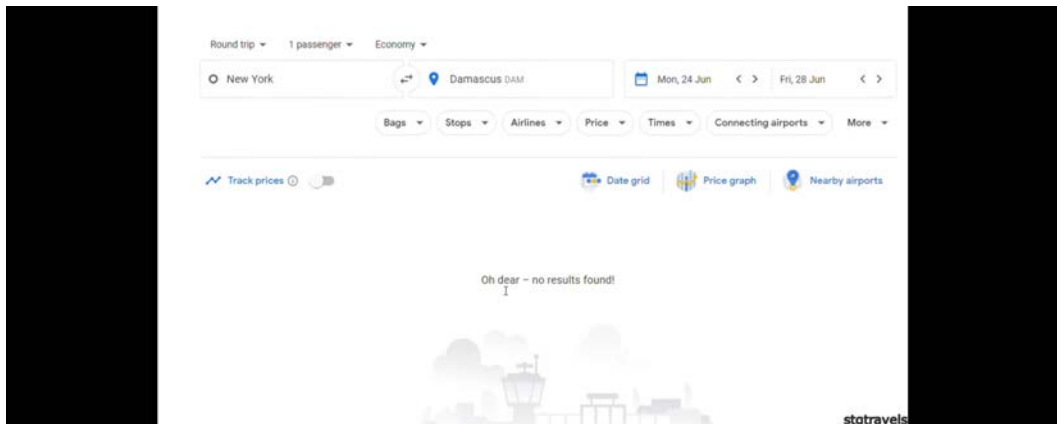 Round trip 1 passenger Economy
New York Damascus DAM Mon, 24 Jun Fri, 28 Jun
Bags Stops Airlines Price Times Connecting airports More
Track prices Date grid Price graph Nearby airports
Oh dear – no results found!
stgtravels